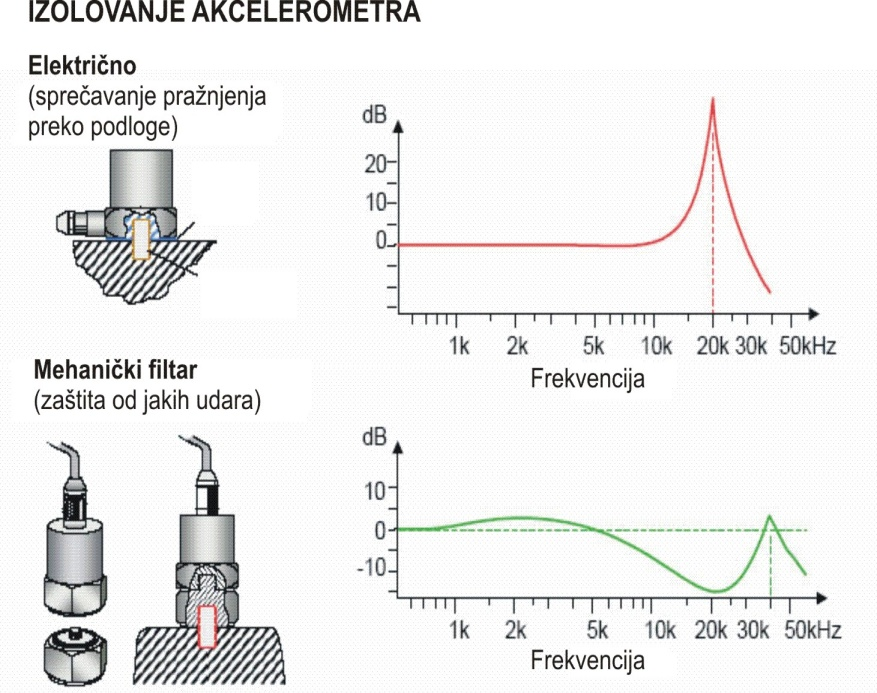 IZOLOVANJE AKCELEROMETRA
Električno
(sprečavanje pražnjenja
preko podloge)
dB
20
10
0
1k 2k 5k 10k 20k 30k 50kHz
Frekvencija
Mehanički filtar
(zaštita od jakih udara)
dB
10
0
-10
1k 2k 5k 10k 20k 30k 50kHz
Frekvencija